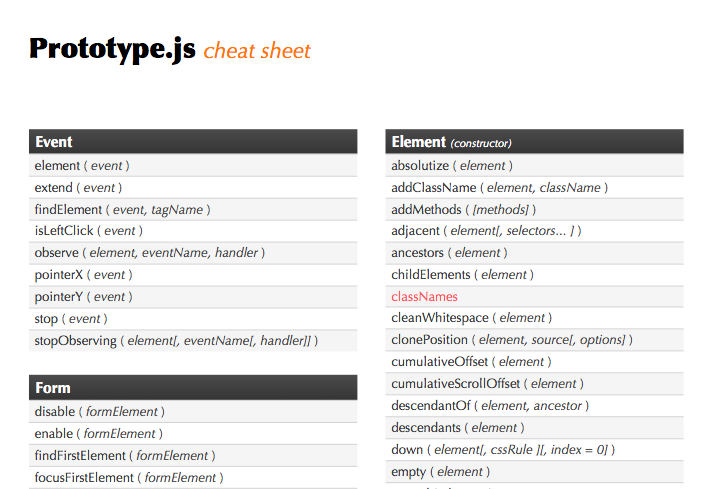 Prototype.js cheat sheet
Event
element ( event )
extend ( event )
findElement ( event, tagName )
isLeftClick ( event )
observe ( element, eventName, handler )
pointerX ( event )
pointerY ( event )
stop ( event )
stopObserving ( element[, eventName[, handler]] )
Form
disable ( formElement )
enable ( formElement )
findFirstElement ( formElement )
focusFirstElement ( formElement )
Element (constructor)
absolutize ( element )
addClassName ( element, className )
addMethods ( [methods] )
adjacent ( element[, selectors... ] )
ancestors ( element )
childElements ( element )
classNames
cleanWhitespace ( element )
clonePosition ( element, source[, options] )
cumulativeOffset ( element )
cumulativeScrollOffset ( element )
descendantOf ( element, ancestor )
descendants ( element )
down ( element[, cssRule ][, index = 0] )
empty ( element )